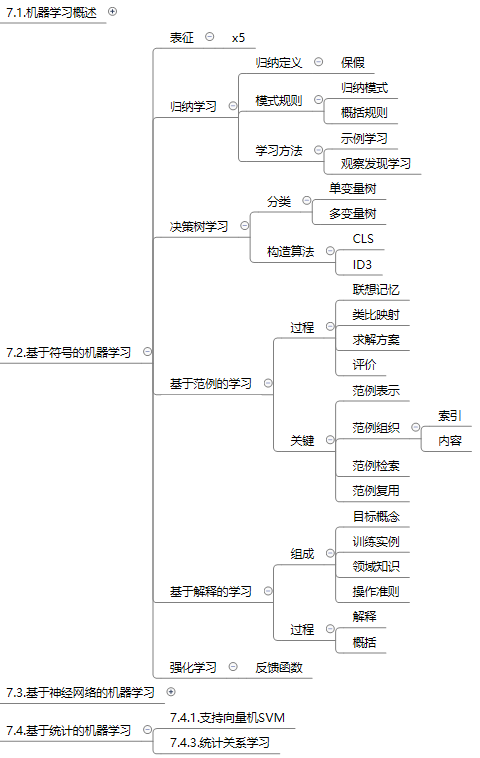 7.1.机器学习概述
表征
x5
归纳定义
保假
归纳学习
模式规则
归纳模式
概括规则
学习方法
示例学习
观察发现学习
决策树学习
分类
单变量树
多变量树
构造算法
CLS
ID3
7.2.基于符号的机器学习
基于范例的学习
过程
联想记忆
类比映射
求解方案
评价
关键
范例表示
范例组织
索引
内容
范例检索
范例复用
基于解释的学习
组成
目标概念
训练实例
领域知识
操作准则
过程
解释
概括
强化学习
反馈函数
7.3.基于神经网络的机器学习
7.4.基于统计的机器学习
7.4.1.支持向量机SVM
7.4.3.统计关系学习